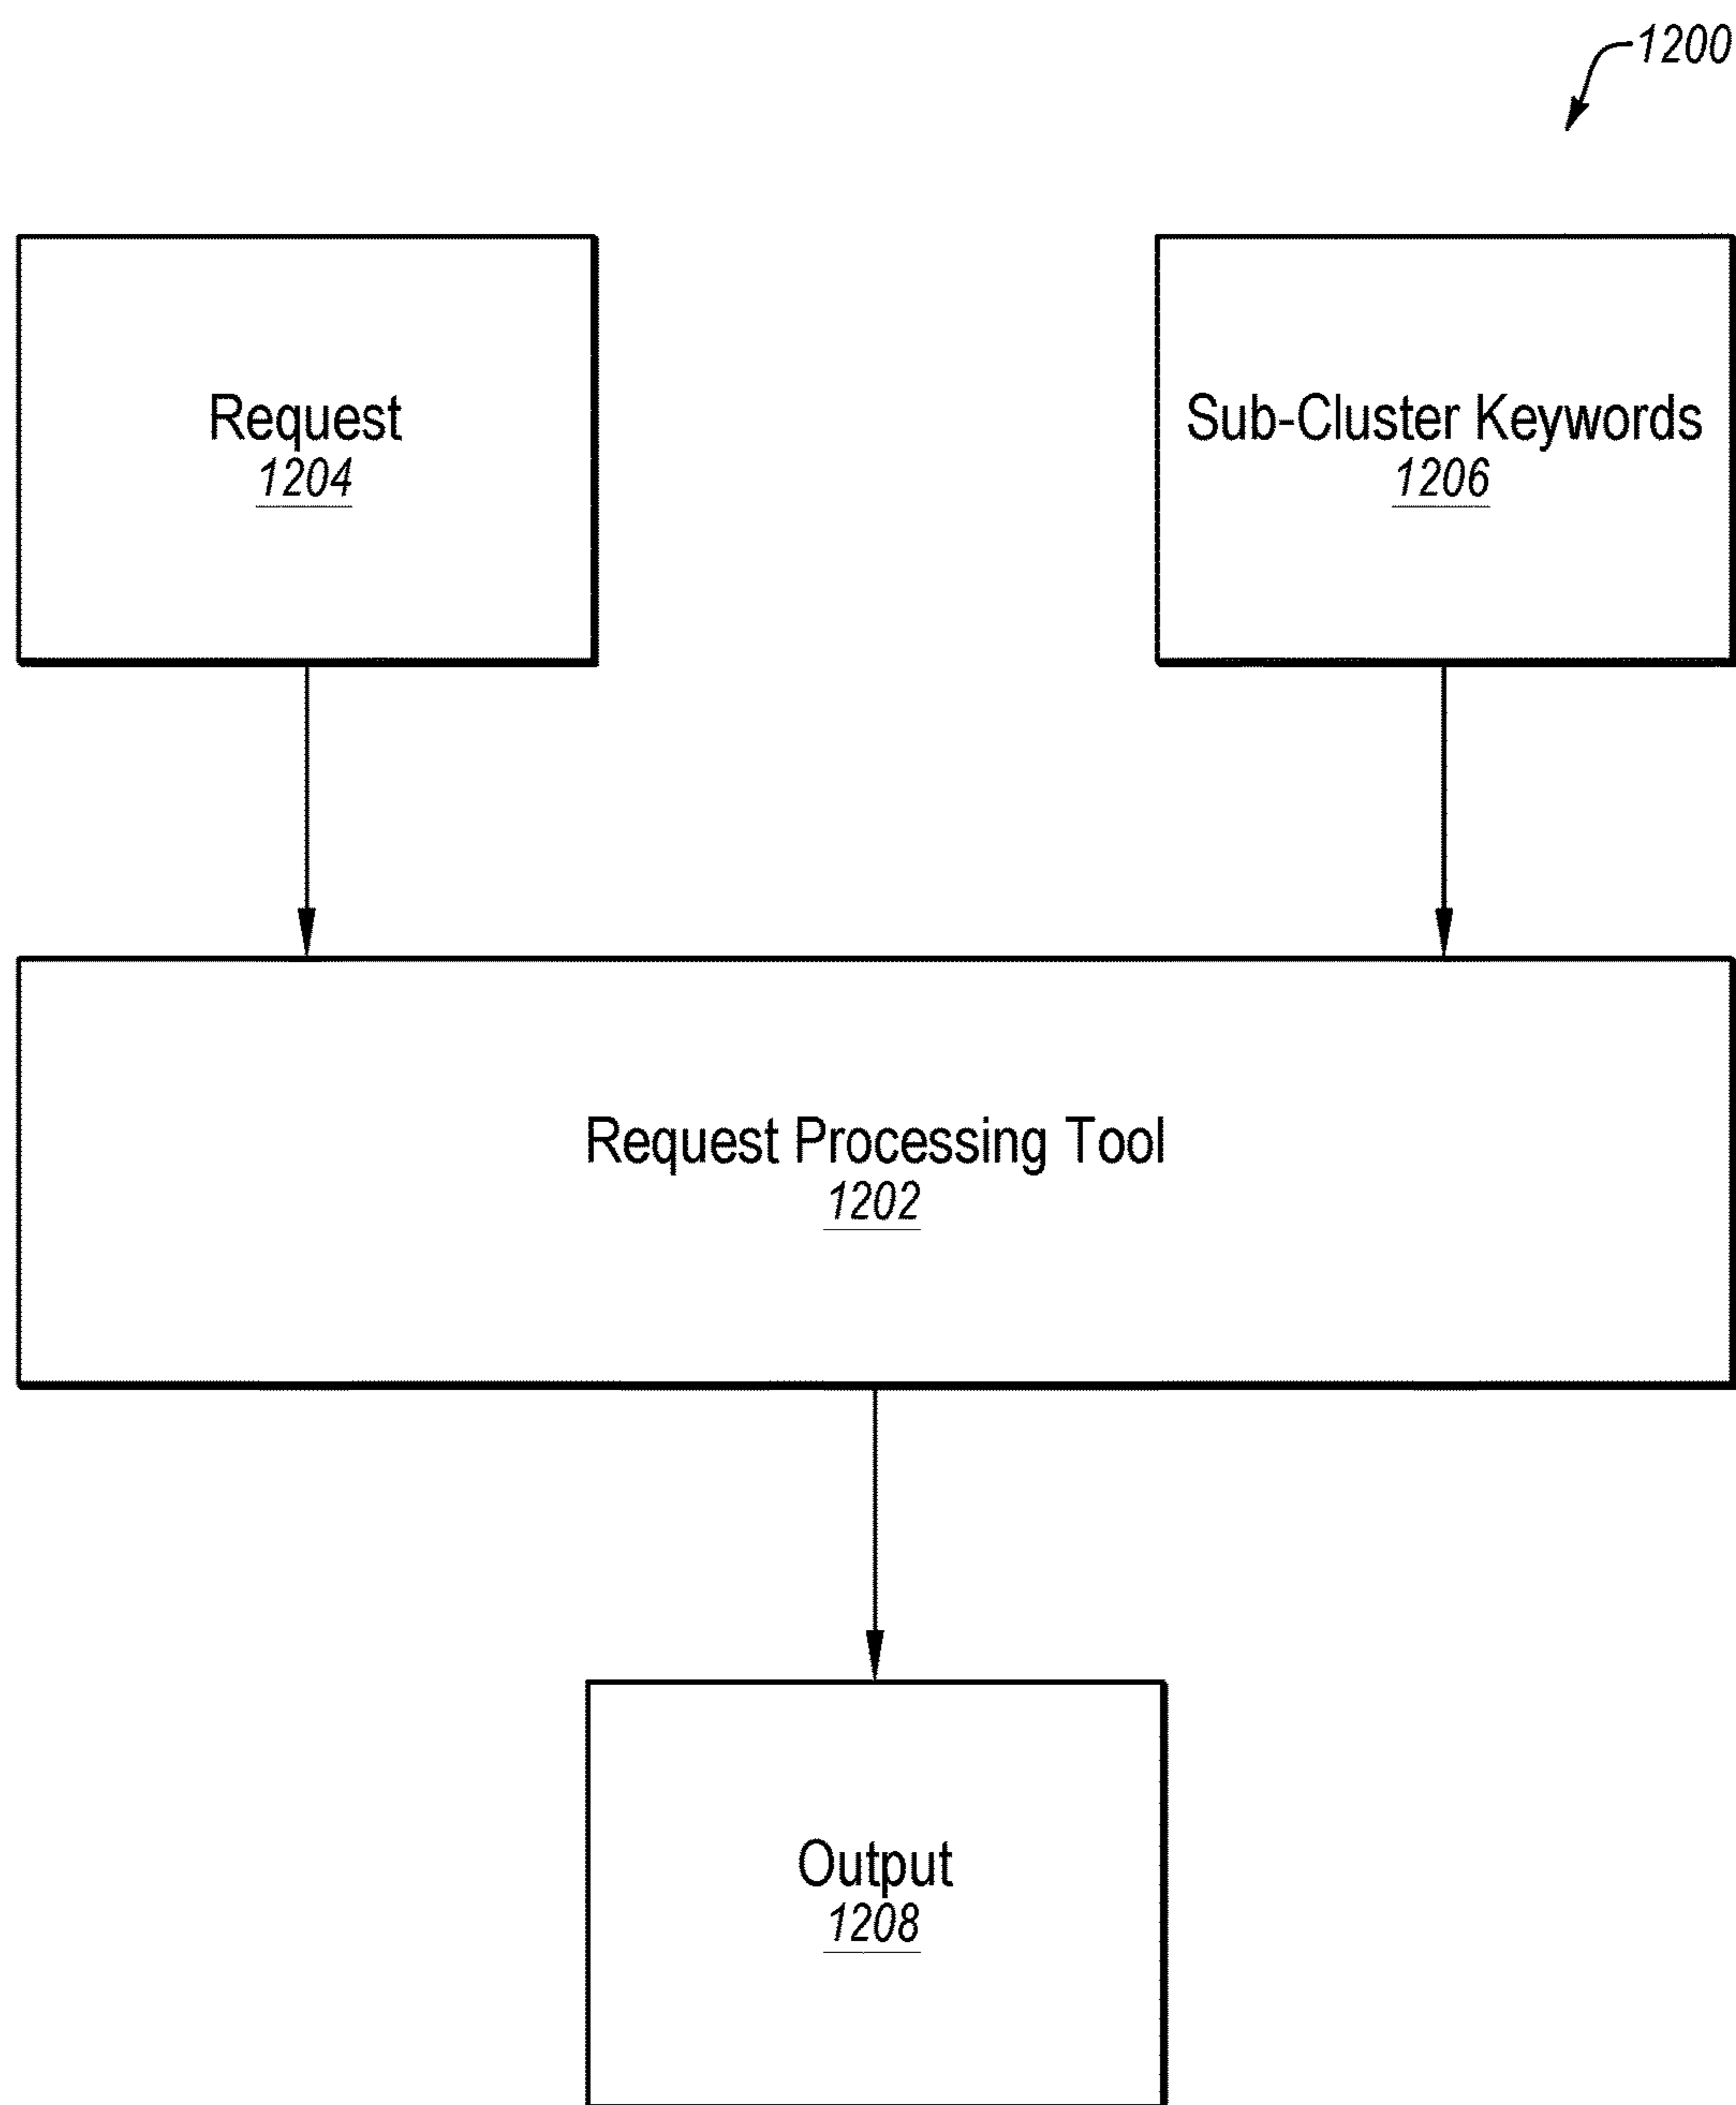 1200
Request
1204
Sub-Cluster Keywords
1206
Request Processing Tool
1202
Output
1208